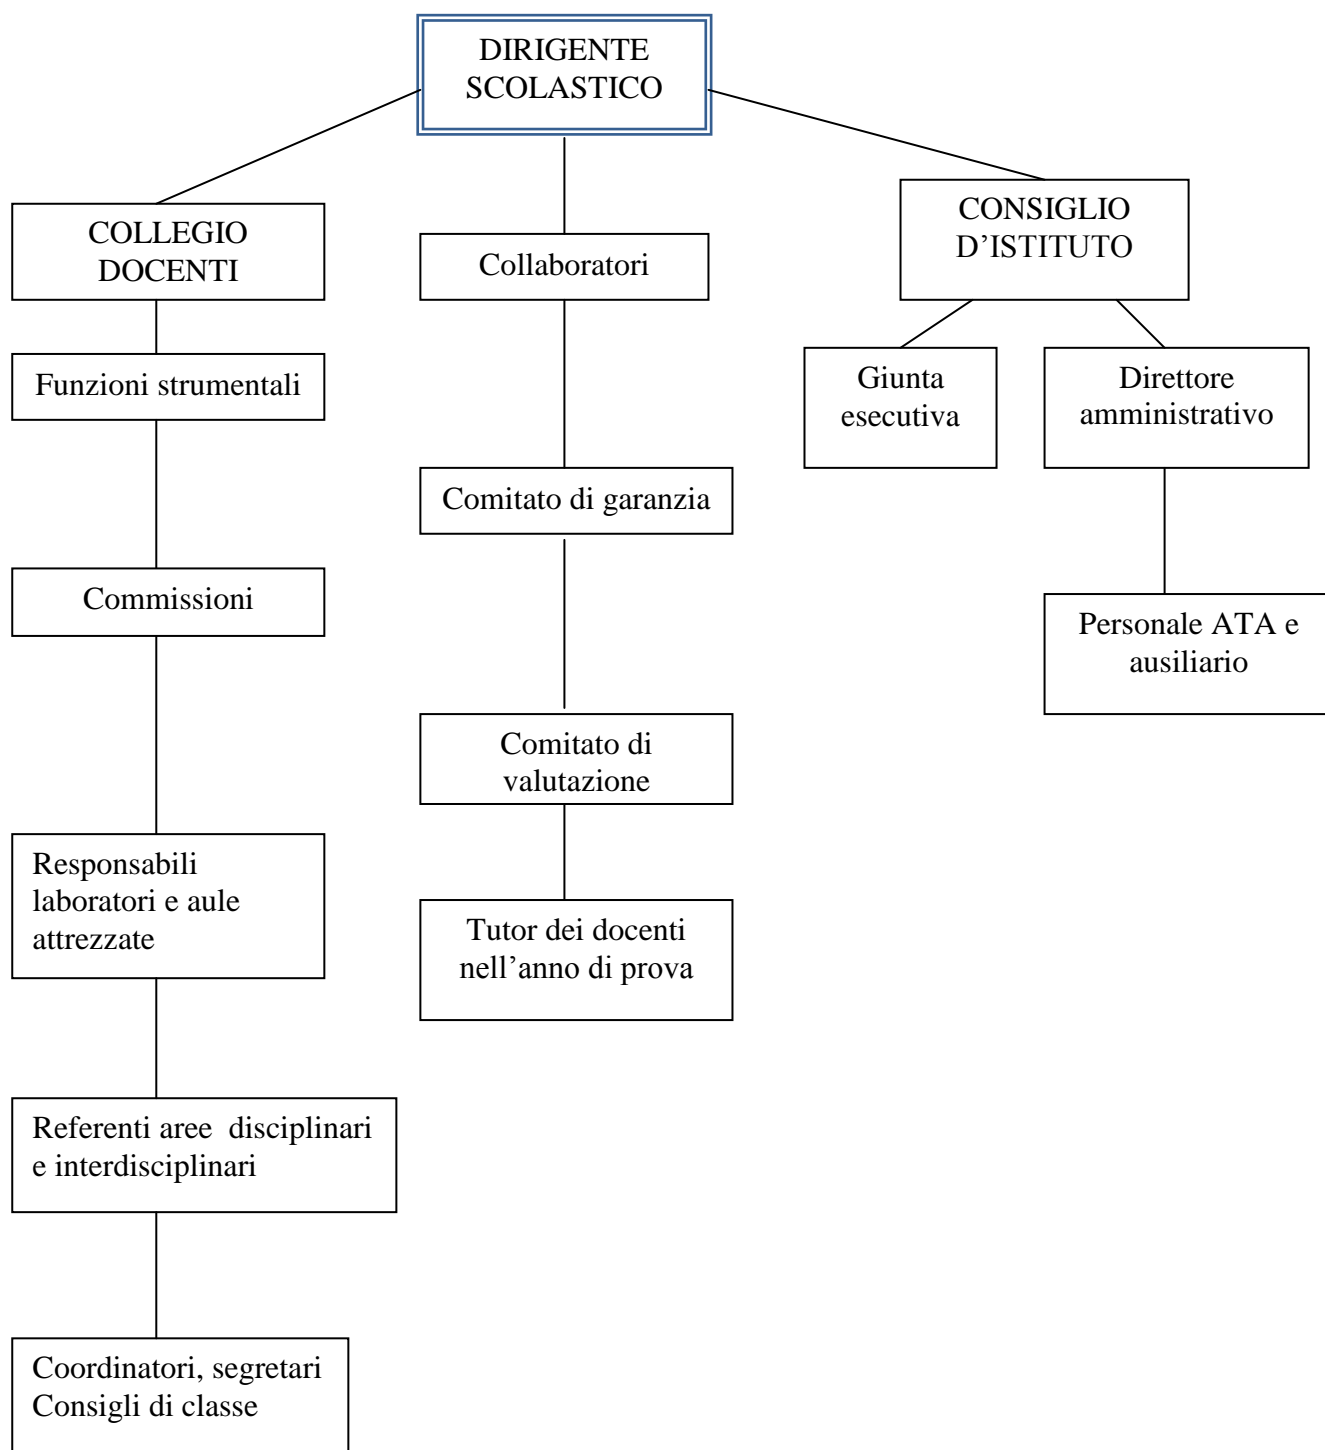 DIRIGENTE
SCOLASTICO
COLLEGIO
DOCENTI
Funzioni strumentali
Commissioni
Responsabili
laboratori e aule
attrezzate
Referenti aree  disciplinari
e interdisciplinari
Coordinatori, segretari
Consigli di classe
Collaboratori
Comitato di garanzia
Comitato di
valutazione
Tutor dei docenti
nell’anno di prova
CONSIGLIO
D’ISTITUTO
Giunta
esecutiva
Direttore
amministrativo
Personale ATA e
ausiliario